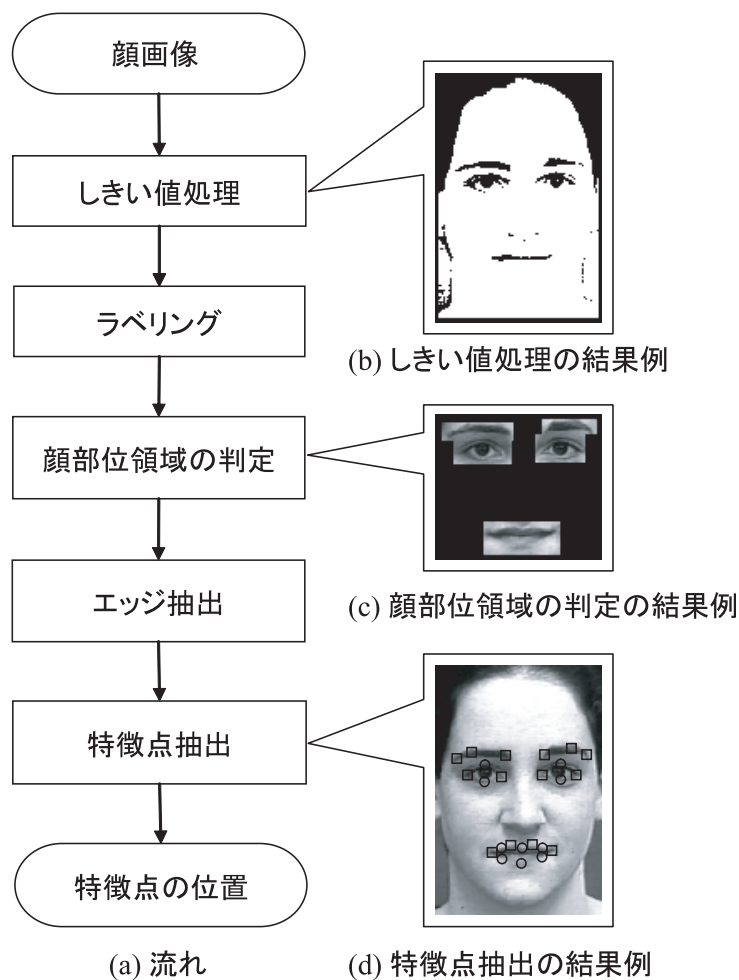 顔画像
しきい値処理
ラベリング
顔部位領域の判定
エッジ抽出
特徴点抽出
特徴点の位置
(a) 流れ
(b) しきい値処理の結果例
(c) 顔部位領域の判定の結果例
(d) 特徴点抽出の結果例